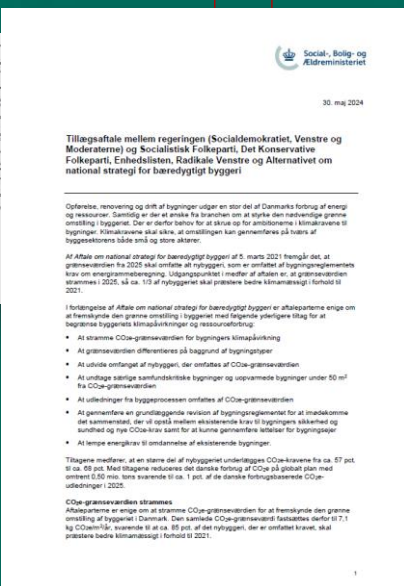 Social-, Bolig- og
Ældreministeriet
30. maj 2024
Tillægsaftale mellem regeringen (Socialdemokratiet, Venstre og
Moderaterne) og Socialistisk Folkeparti, Det Konservative
Folkeparti, Enhedslisten, Radikale Venstre og Alternativet om
national strategi for bæredygtigt byggeri
Opførelse, renovering og drift af bygninger udgør en stor del af Danmarks forbrug af energi
og ressourcer. Samtidig er der et ønske fra branchen om at styrke den nødvendige grønne
omstilling i byggeriet. Der er derfor behov for at skrue op for ambitionerne i klimakravene til
bygninger. Klimakravene skal sikre, at omstillingen kan gennemføres på tværs af
byggesektorens både små og store aktører.
Af Aftale om national strategi for bæredygtigt byggeri af 5. marts 2021 fremgår det, at
grænseværdien fra 2025 skal omfatte alt nybyggeri, som er omfattet af bygningsreglementets
krav om energirammeberegning. Udgangspunktet i medfør af aftalen er, at grænseværdien
strammes i 2025, så ca. 1/3 af nybyggeriet skal præstere bedre klimamæssigt i forhold til
2021.
I forlængelse af Aftale om national strategi for bæredygtigt byggeri er aftaleparterne enige om
at fremskynde den grønne omstilling i byggeriet med følgende yderligere tiltag for at
begrænse byggeriets klimapåvirkninger og ressourceforbrug:
• At stramme CO₂e-grænseværdien for bygningers klimapåvirkning
• At grænseværdien differentieres på baggrund af bygningstyper
• At udvide omfanget af nybyggeri, der omfattes af CO₂e-grænseværdien
• At undtage særlige samfundskritiske bygninger og uopvarmede bygninger under 50 m²
fra CO₂e-grænseværdien
• At udledninger fra byggeprocessen omfattes af CO₂e-grænseværdien
• At gennemføre en grundlæggende revision af bygningsreglementet for at imødekomme
det sammenstød, der vil opstå mellem eksisterende krav til bygningers sikkerhed og
sundhed og nye CO₂e-krav samt for at kunne gennemføre lettelser for bygningsejer
• At lempe energikrav til omdannelse af eksisterende bygninger.
Tiltagene medfører, at en større del af nybyggeriet underlægges CO₂e-kravene fra ca. 57 pct.
til ca. 68 pct. Med tiltagene reduceres det danske forbrug af CO₂e på globalt plan med
omtrent 0,50 mio. tons svarende til ca. 1 pct. af de danske forbrugsbaserede CO₂e-
udledninger i 2025.
CO₂e-grænseværdien strammes
Aftaleparterne er enige om at stramme CO₂e-grænseværdien for at fremskynde den grønne
omstilling af byggeriet i Danmark. Den samlede CO₂e-grænseværdi fastsættes derfor til 7,1
kg CO₂e/m²/år, svarende til at ca. 85 pct. af det nybyggeri, der er omfattet kravet, skal
præstere bedre klimamæssigt i forhold til 2021.
1